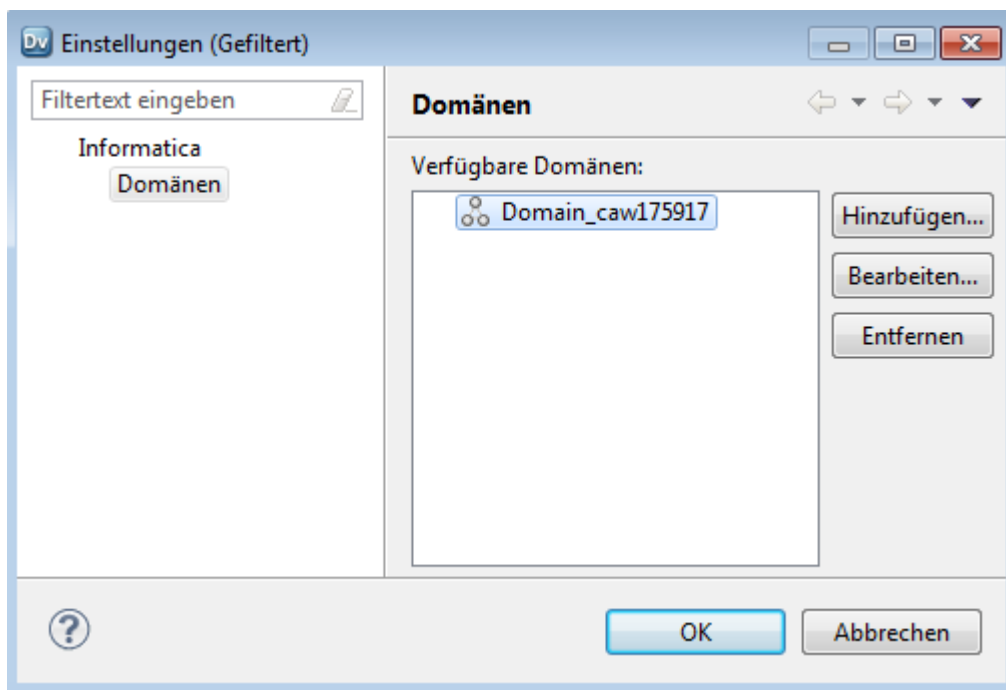 Dv Einstellungen (Gefiltert)
Filtertext eingeben
Informatica
Domänen
Domänen
Verfügbare Domänen:
Domain_caw175917
Hinzufügen...
Bearbeiten...
Entfernen
?
OK
Abbrechen